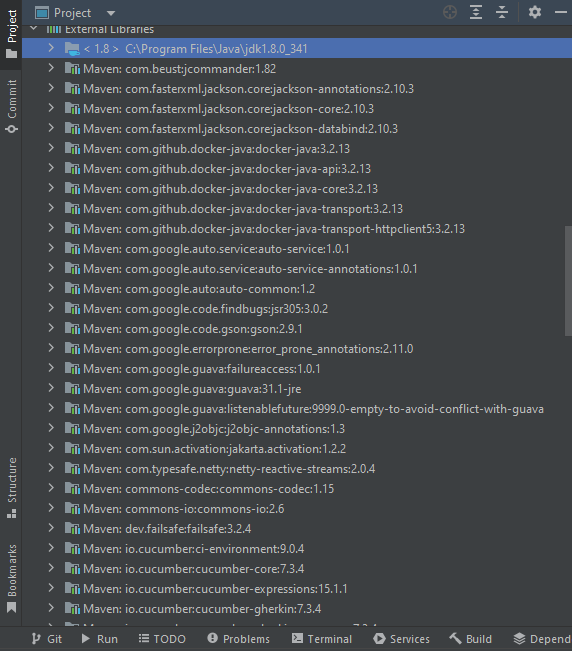 Project
External Libraries
< 1.8 > C:\Program Files\Java\jdk1.8.0_341
Maven: com.beust:jcommander:1.82
Maven: com.fasterxml.jackson.core:jackson-annotations:2.10.3
Maven: com.fasterxml.jackson.core:jackson-core:2.10.3
Maven: com.fasterxml.jackson.core:jackson-databind:2.10.3
Maven: com.github.docker-java:docker-java:3.2.13
Maven: com.github.docker-java:docker-java-api:3.2.13
Maven: com.github.docker-java:docker-java-core:3.2.13
Maven: com.github.docker-java:docker-java-transport:3.2.13
Maven: com.github.docker-java:docker-java-transport-httpclient5:3.2.13
Maven: com.google.auto.service:auto-service:1.0.1
Maven: com.google.auto.service:auto-service-annotations:1.0.1
Maven: com.google.auto:auto-common:1.2
Maven: com.google.code.findbugs:jsr305:3.0.2
Maven: com.google.code.gson:gson:2.9.1
Maven: com.google.errorprone:error_prone_annotations:2.11.0
Maven: com.google.guava:failureaccess:1.0.1
Maven: com.google.guava:guava:31.1-jre
Maven: com.google.guava:listenablefuture:9999.0-empty-to-avoid-conflict-with-guava
Maven: com.google.j2objc:j2objc-annotations:1.3
Maven: com.sun.activation:jakarta.activation:1.2.2
Maven: com.typesafe.netty:netty-reactive-streams:2.0.4
Maven: commons-codec:commons-codec:1.15
Maven: commons-io:commons-io:2.6
Maven: dev.failsafe:failsafe:3.2.4
Maven: io.cucumber:ci-environment:9.0.4
Maven: io.cucumber:cucumber-core:7.3.4
Maven: io.cucumber:cucumber-expressions:15.1.1
Maven: io.cucumber:cucumber-gherkin:7.3.4
Project
Commit
Structure
Bookmarks
Git
Run
TODO
Problems
Terminal
Services
Build
Depend